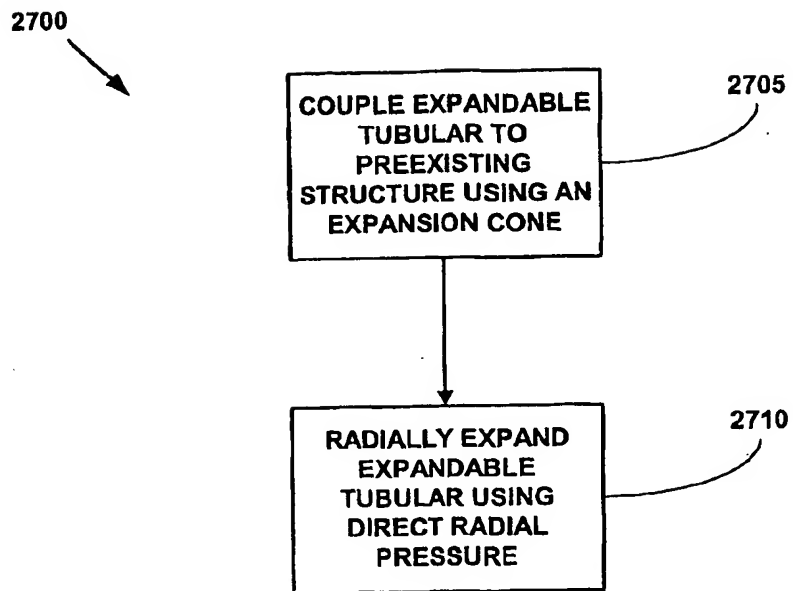 2700
2705
COUPLE EXPANDABLE
TUBULAR TO
PREEXISTING
STRUCTURE USING AN
EXPANSION CONE
2710
RADIALLY EXPAND
EXPANDABLE
TUBULAR USING
DIRECT RADIAL
PRESSURE